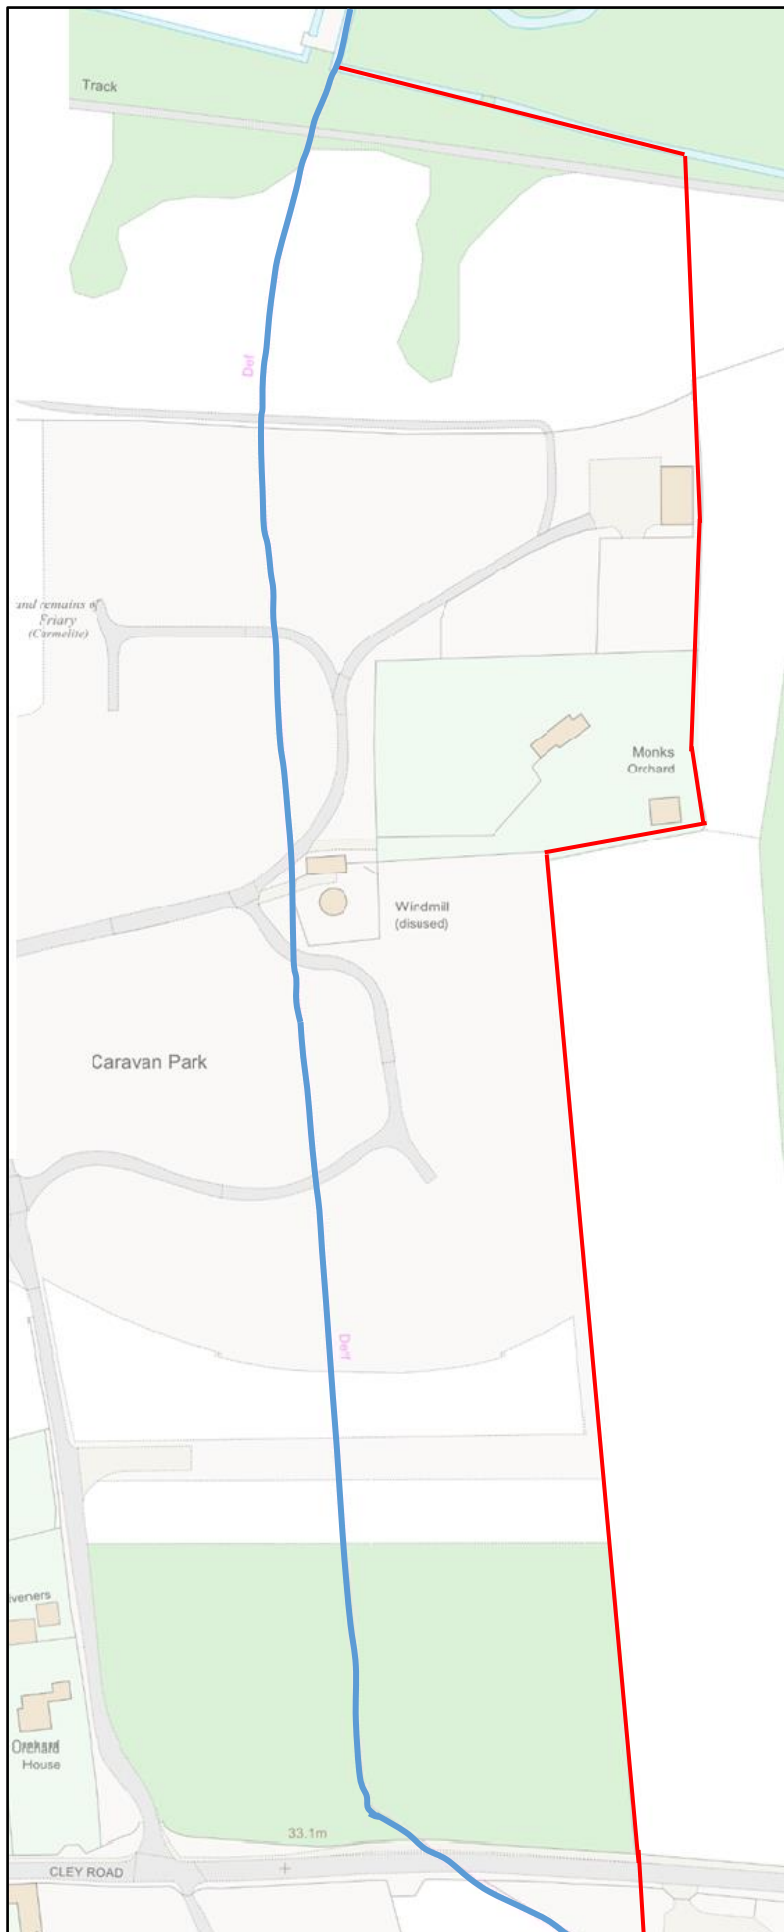 Track
Def
and remains of
Friary
(Carmelite)
Monks
Orchard
Windmill
(disused)
Caravan Park
Def
iveners
Orchard
House
33.1m
CLEY ROAD